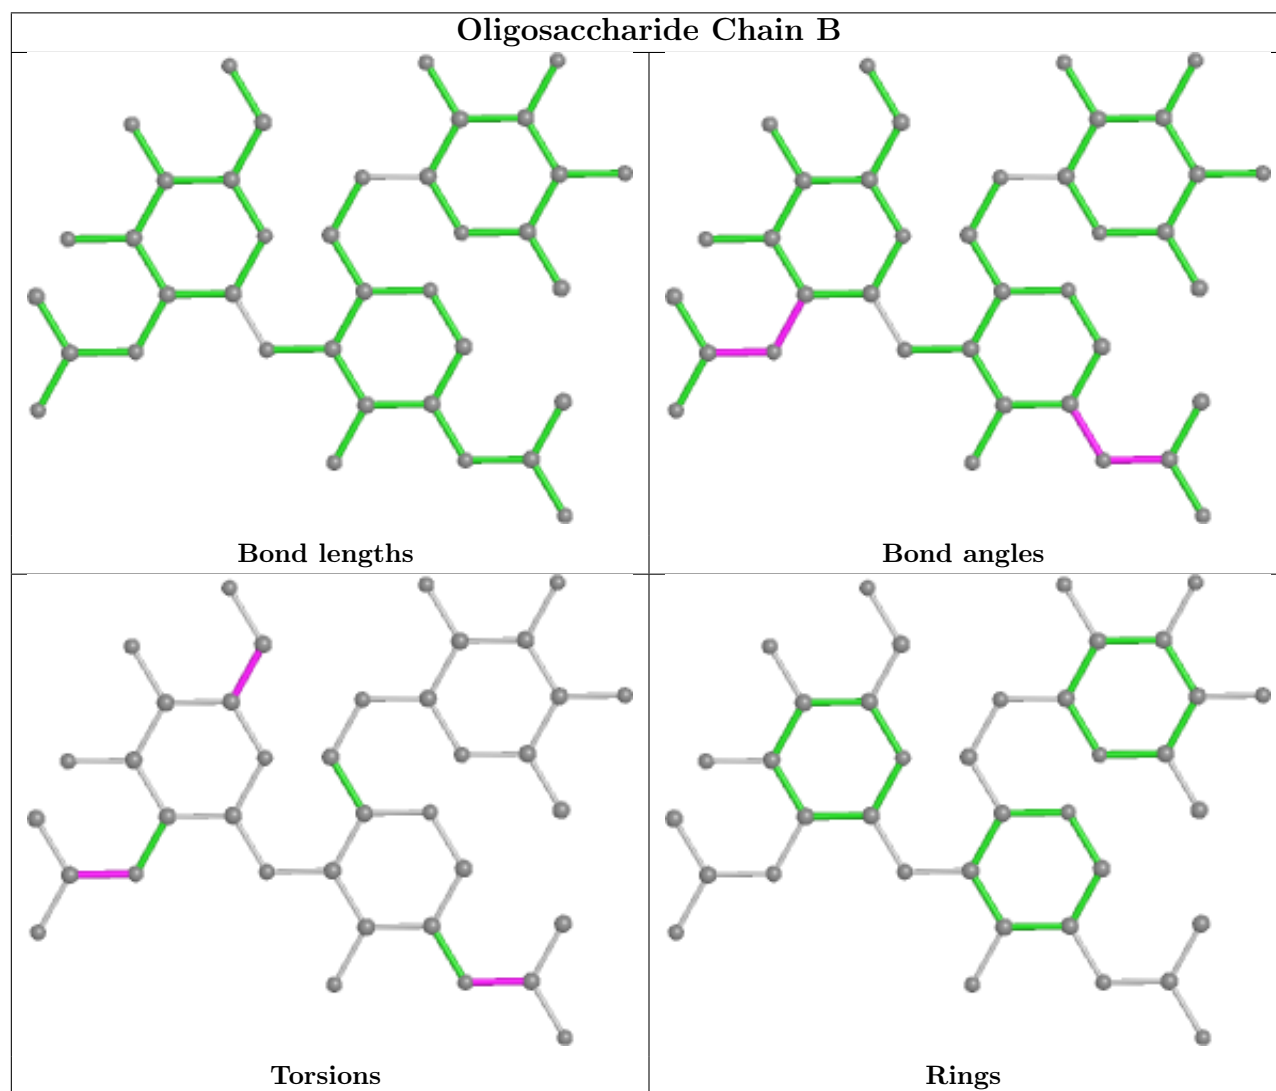 Oligosaccharide Chain B
Bond lengths
Bond angles
Torsions
Rings